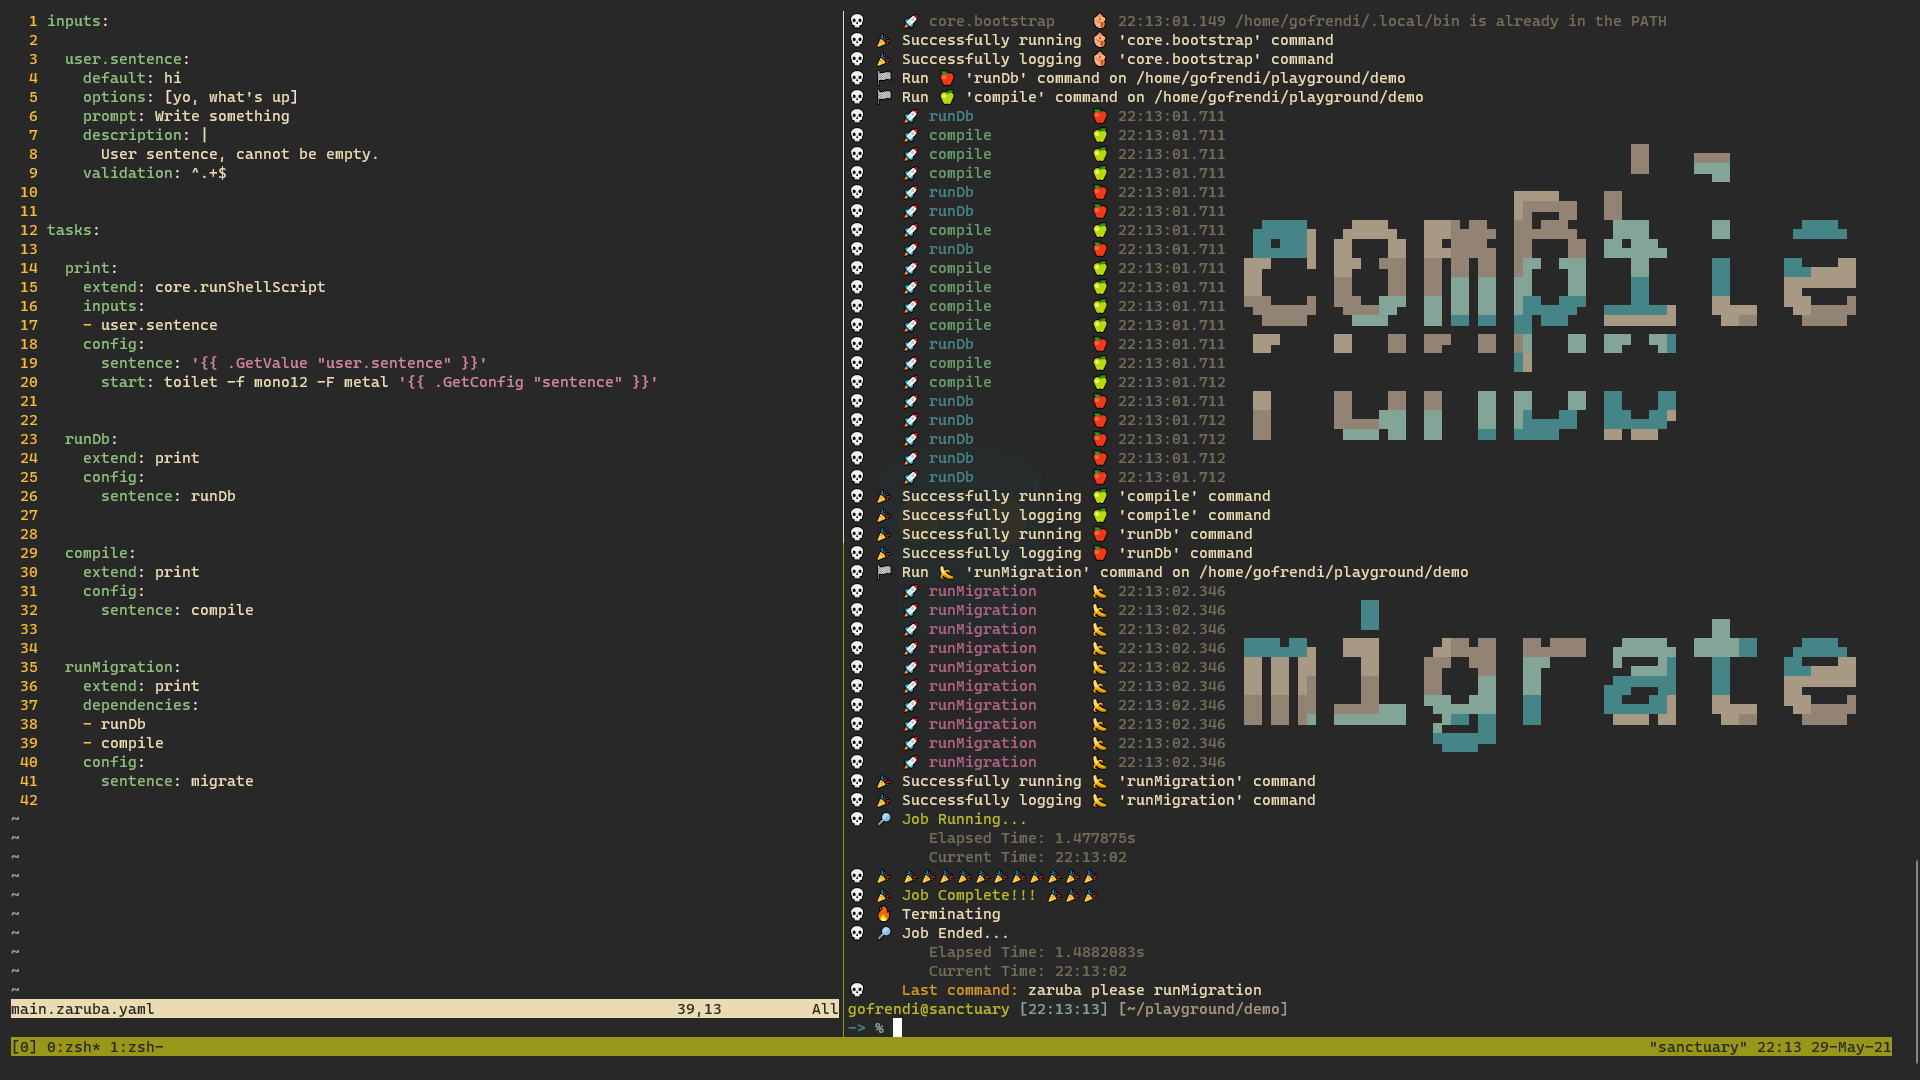 1 inputs:
2
3 user.sentence:
4 default: hi
5 options: [yo, what's up]
6 prompt: Write something
7 description: |
8 User sentence, cannot be empty.
9 validation: ^.+$
10
11
12 tasks:
13
14 print:
15 extend: core.runShellScript
16 inputs:
17 - user.sentence
18 config:
19 sentence: '{{ .GetValue "user.sentence" }}'
20 start: toilet -f mono12 -F metal '{{ .GetConfig "sentence" }}'
21
22
23 runDb:
24 extend: print
25 config:
26 sentence: runDb
27
28
29 compile:
30 extend: print
31 config:
32 sentence: compile
33
34
35 runMigration:
36 extend: print
37 dependencies:
38 - runDb
39 - compile
40 config:
41 sentence: migrate
42
~
~
~
~
~
~
~
~
~
~
main.zaruba.yaml 39,13 All
💀 🚀 core.bootstrap 🍪 22:13:01.149 /home/gofrendi/.local/bin is already in the PATH
💀 🎉 Successfully running 🍪 'core.bootstrap' command
💀 🎉 Successfully logging 🍪 'core.bootstrap' command
💀 🏁 Run 🍎 'runDb' command on /home/gofrendi/playground/demo
💀 🏁 Run 🍏 'compile' command on /home/gofrendi/playground/demo
💀 🚀 runDb 🍎 22:13:01.711
💀 🚀 compile 🍏 22:13:01.711
💀 🚀 compile 🍏 22:13:01.711
💀 🚀 compile 🍏 22:13:01.711
💀 🚀 runDb 🍎 22:13:01.711
💀 🚀 runDb 🍎 22:13:01.711
💀 🚀 compile 🍏 22:13:01.711
💀 🚀 runDb 🍎 22:13:01.711
💀 🚀 compile 🍏 22:13:01.711
💀 🚀 compile 🍏 22:13:01.711
💀 🚀 compile 🍏 22:13:01.711
💀 🚀 compile 🍏 22:13:01.711
💀 🚀 runDb 🍎 22:13:01.711
💀 🚀 compile 🍏 22:13:01.711
💀 🚀 compile 🍏 22:13:01.712
💀 🚀 runDb 🍎 22:13:01.711
💀 🚀 runDb 🍎 22:13:01.712
💀 🚀 runDb 🍎 22:13:01.712
💀 🚀 runDb 🍎 22:13:01.712
💀 🚀 runDb 🍎 22:13:01.712
💀 🎉 Successfully running 🍏 'compile' command
💀 🎉 Successfully logging 🍏 'compile' command
💀 🎉 Successfully running 🍎 'runDb' command
💀 🎉 Successfully logging 🍎 'runDb' command
💀 🏁 Run 🍌 'runMigration' command on /home/gofrendi/playground/demo
💀 🚀 runMigration 🍌 22:13:02.346
💀 🚀 runMigration 🍌 22:13:02.346
💀 🚀 runMigration 🍌 22:13:02.346
💀 🚀 runMigration 🍌 22:13:02.346
💀 🚀 runMigration 🍌 22:13:02.346 migrate
💀 🚀 runMigration 🍌 22:13:02.346
💀 🚀 runMigration 🍌 22:13:02.346
💀 🚀 runMigration 🍌 22:13:02.346
💀 🚀 runMigration 🍌 22:13:02.346
💀 🚀 runMigration 🍌 22:13:02.346
💀 🎉 Successfully running 🍌 'runMigration' command
💀 🎉 Successfully logging 🍌 'runMigration' command
💀 🔎 Job Running...
Elapsed Time: 1.477875s
Current Time: 22:13:02
💀 🎉 🎉🎉🎉🎉🎉🎉🎉🎉🎉🎉🎉
💀 🎉 Job Complete!!! 🎉🎉🎉
💀 🔥 Terminating
💀 🔎 Job Ended...
Elapsed Time: 1.4882083s
Current Time: 22:13:02
💀 Last command: zaruba please runMigration
gofrendi@sanctuary [22:13:13] [~/playground/demo]
-> %
[0] 0:zsh* 1:zsh- "sanctuary" 22:13 29-May-21